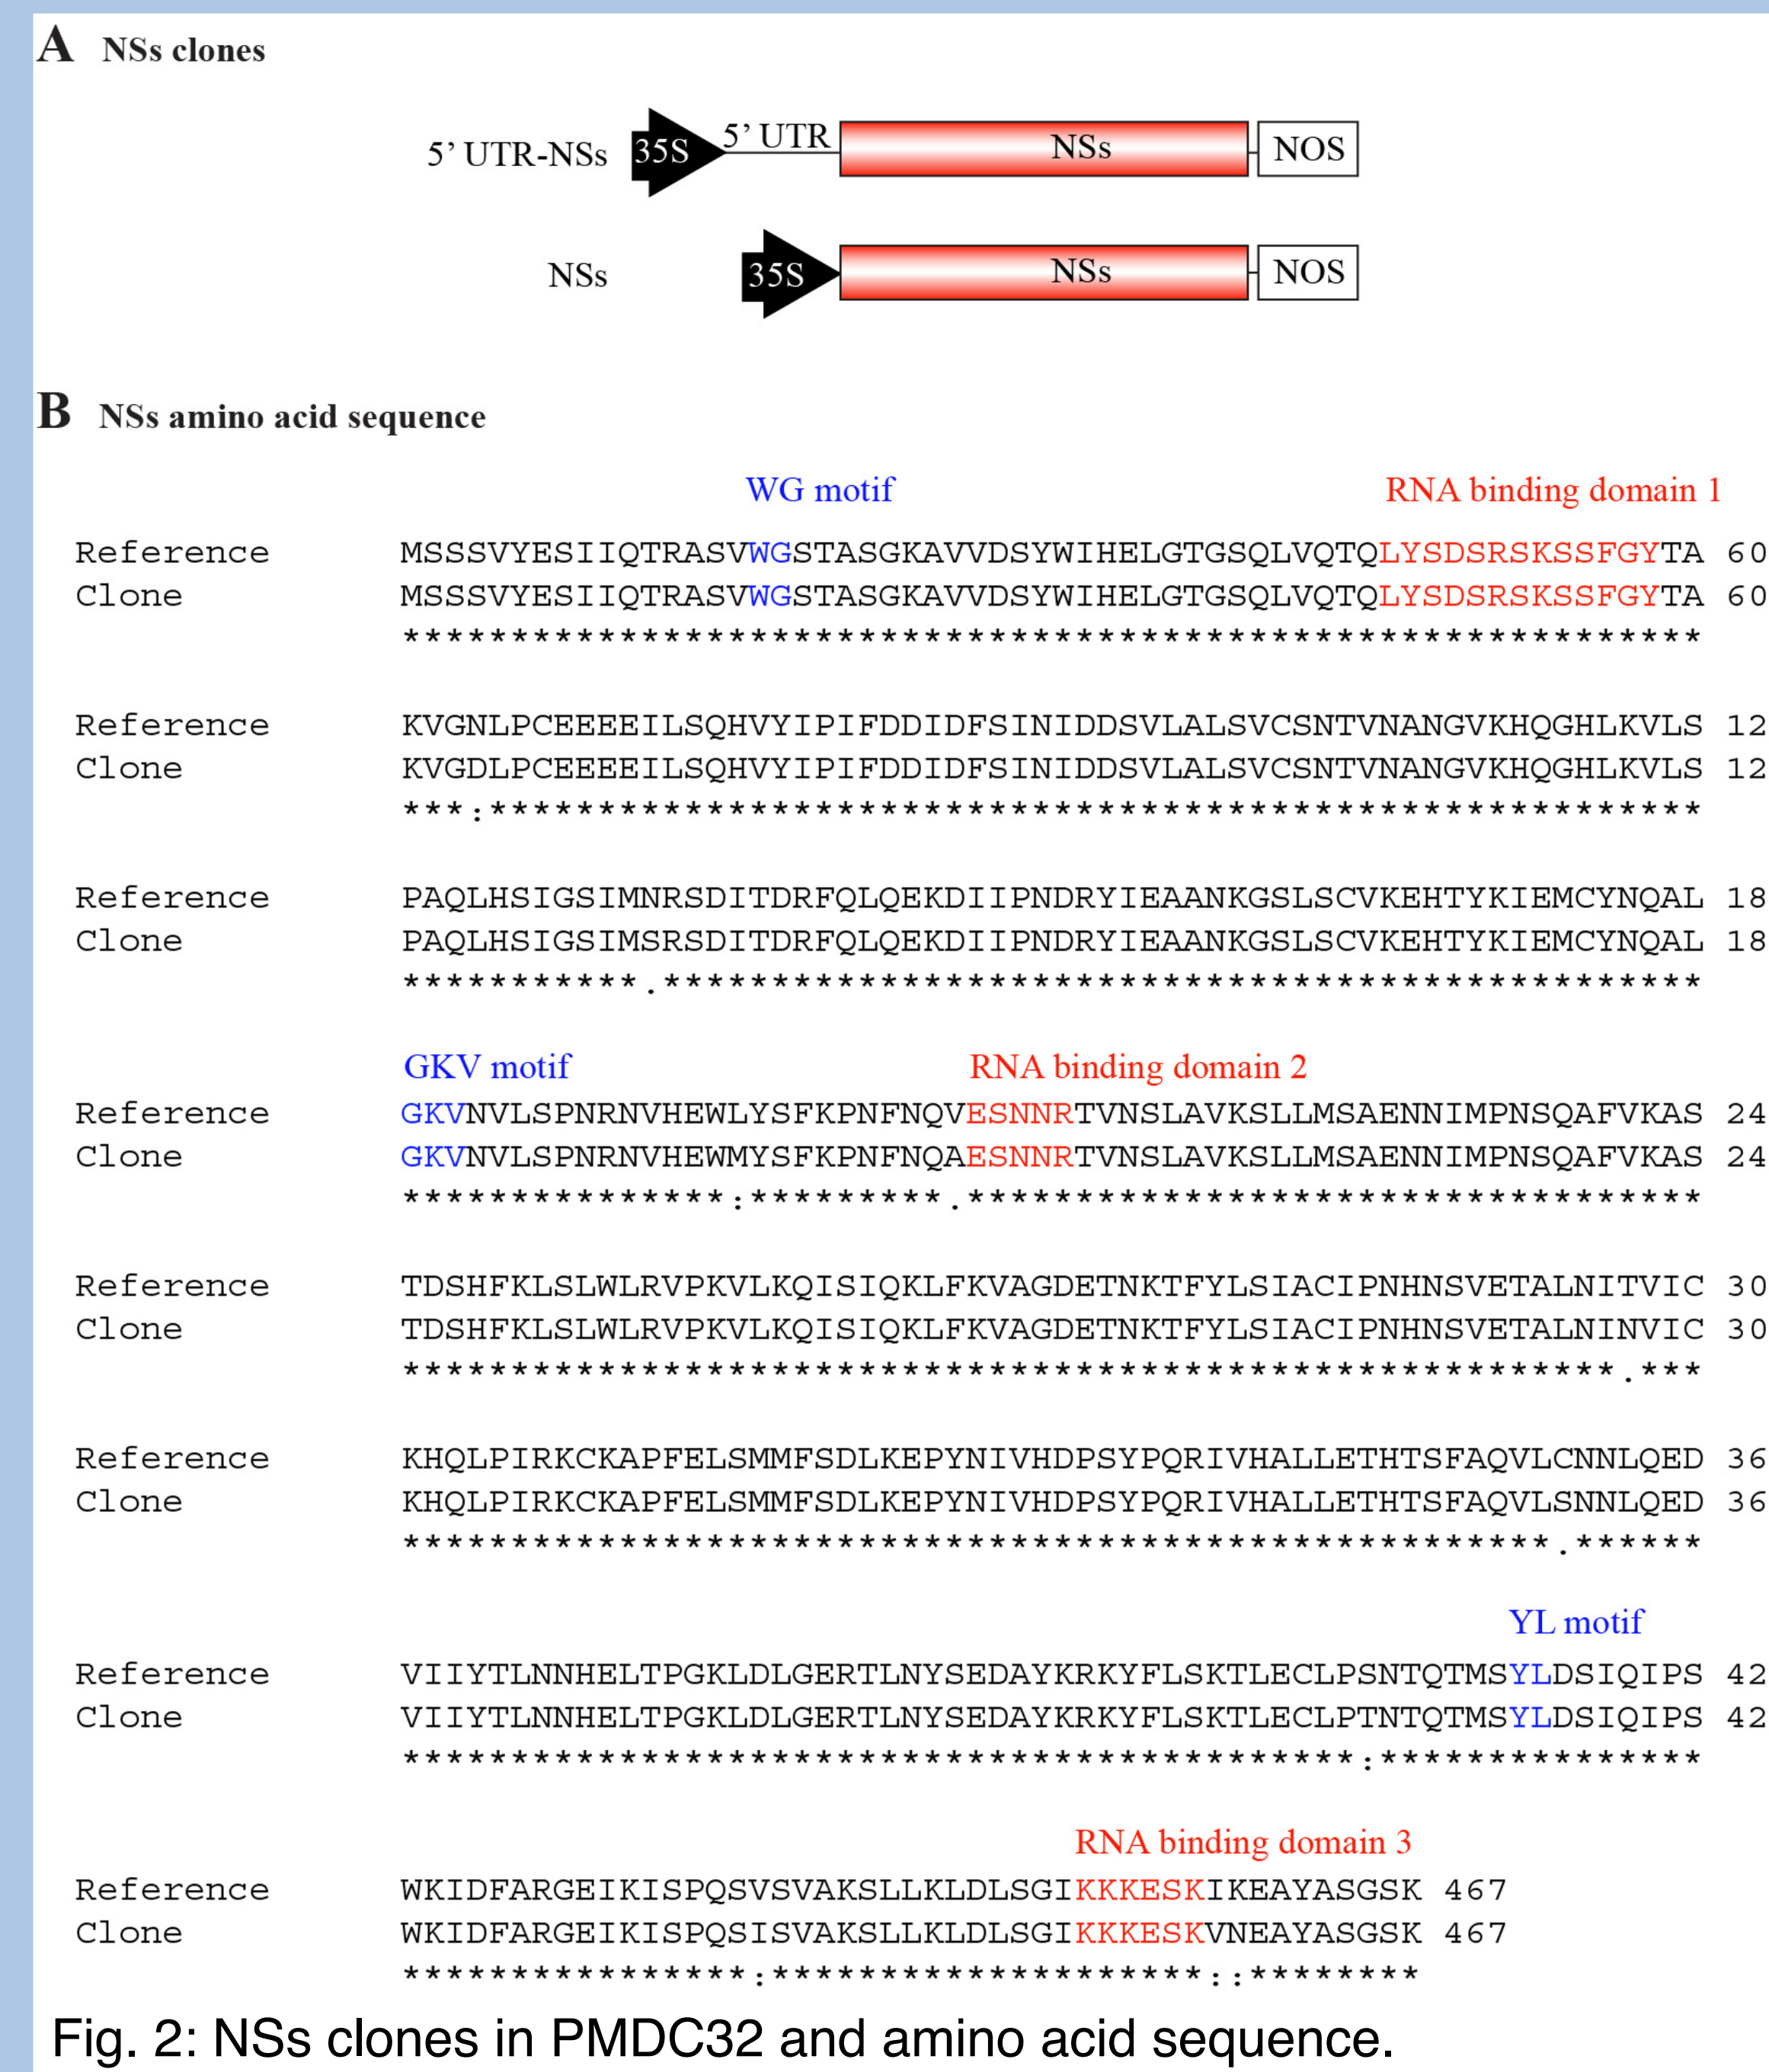 A NSs clones
5’ UTR-NSs 35S 5’ UTR NSs NOS
NSs 35S NSs NOS
B NSs amino acid sequence
WG motif RNA binding domain 1
Reference MSSSVYESIIQTRASVWGSTASGKAVVDSYWIHELGTGSQLVQTQLYSDSRSKSSFGYTA 60
Clone MSSSVYESIIQTRASVWGSTASGKAVVDSYWIHELGTGSQLVQTQLYSDSRSKSSFGYTA 60
************************************************************
Reference KVGNLPCEEEEILSQHVYIPIFDDIDFSINIDDSVLALSVCSNTVNANGVKHQGHLKVLS 12
Clone KVGDLPCEEEEILSQHVYIPIFDDIDFSINIDDSVLALSVCSNTVNANGVKHQGHLKVLS 12
***:********************************************************
Reference PAQLHSIGSIMNRSDITDRFQLQEKDIIPNDRYIEAANKGSLSCVKEHTYKIEMCYNQAL 18
Clone PAQLHSIGSIMSRSDITDRFQLQEKDIIPNDRYIEAANKGSLSCVKEHTYKIEMCYNQAL 18
***********.************************************************
GKV motif RNA binding domain 2
Reference GKVNVLSPNRNVHEWLYSFKPNFNQVESNNRTVNSLAVKSLLMSAENNIMPNSQAFVKAS 24
Clone GKVNVLSPNRNVHEWMYSFKPNFNQAESNNRTVNSLAVKSLLMSAENNIMPNSQAFVKAS 24
***************:*********.**********************************
Reference TDSHFKLSLWLRVPKVLKQISIQKLFKVAGDETNKTFYLSIACIPNHNSVETALNITVIC 30
Clone TDSHFKLSLWLRVPKVLKQISIQKLFKVAGDETNKTFYLSIACIPNHNSVETALNINVIC 30
********************************************************.***
Reference KHQLPIRKCKAPFELSMMFSDLKEPYNIVHDPSYPQRIVHALLETHTSFAQVLCNNLQED 36
Clone KHQLPIRKCKAPFELSMMFSDLKEPYNIVHDPSYPQRIVHALLETHTSFAQVLSNNLQED 36
*****************************************************.******
YL motif
Reference VIIYTLNNHELTPGKLDLGERTLNYSEDAYKRKYFLSKTLECLPSNTQTMSYLDSIQIPS 42
Clone VIIYTLNNHELTPGKLDLGERTLNYSEDAYKRKYFLSKTLECLPTNTQTMSYLDSIQIPS 42
********************************************:***************
RNA binding domain 3
Reference WKIDFARGEIKISPQSVSVAKSLLKLDLSGIKKKESKIKEAYASGSK 467
Clone WKIDFARGEIKISPQSISVAKSLLKLDLSGIKKKESKVNEAYASGSK 467
****************:********************::********
Fig. 2: NSs clones in PMDC32 and amino acid sequence.